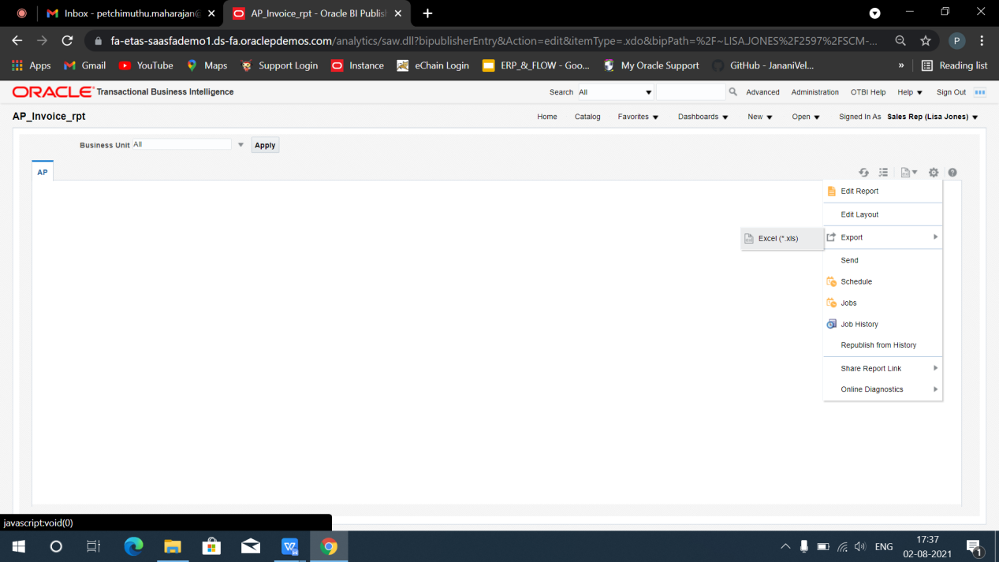 Inbox - petchimuthu.maharajan@
AP_Invoice_rpt - Oracle BI Publish
fa-etas-saasfademo1.ds-fa.oraclepdemos.com/analytics/saw.dll?bipublisherEntry&Action=edit&itemType=.xdo&bipPath=%2F~LISAJONES%2F2597%2FSCM-...
P
Apps Gmail YouTube Maps Support Login Instance eChain Login ERP_&_FLOW - Goo... My Oracle Support GitHub - JananiVel... » Reading list
ORACLE Transactional Business Intelligence
Search All Advanced Administration OTBI Help Help Sign Out
AP_Invoice_rpt
Home Catalog Favorites Dashboards New Open Signed In As Sales Rep (Lisa Jones)
Business Unit All Apply
AP
Edit Report
Edit Layout
Export
Excel (*.xls)
Send
Schedule
Jobs
Job History
Republish from History
Share Report Link
Online Diagnostics
javascript:void(0)
ENG
17:37
02-08-2021
1